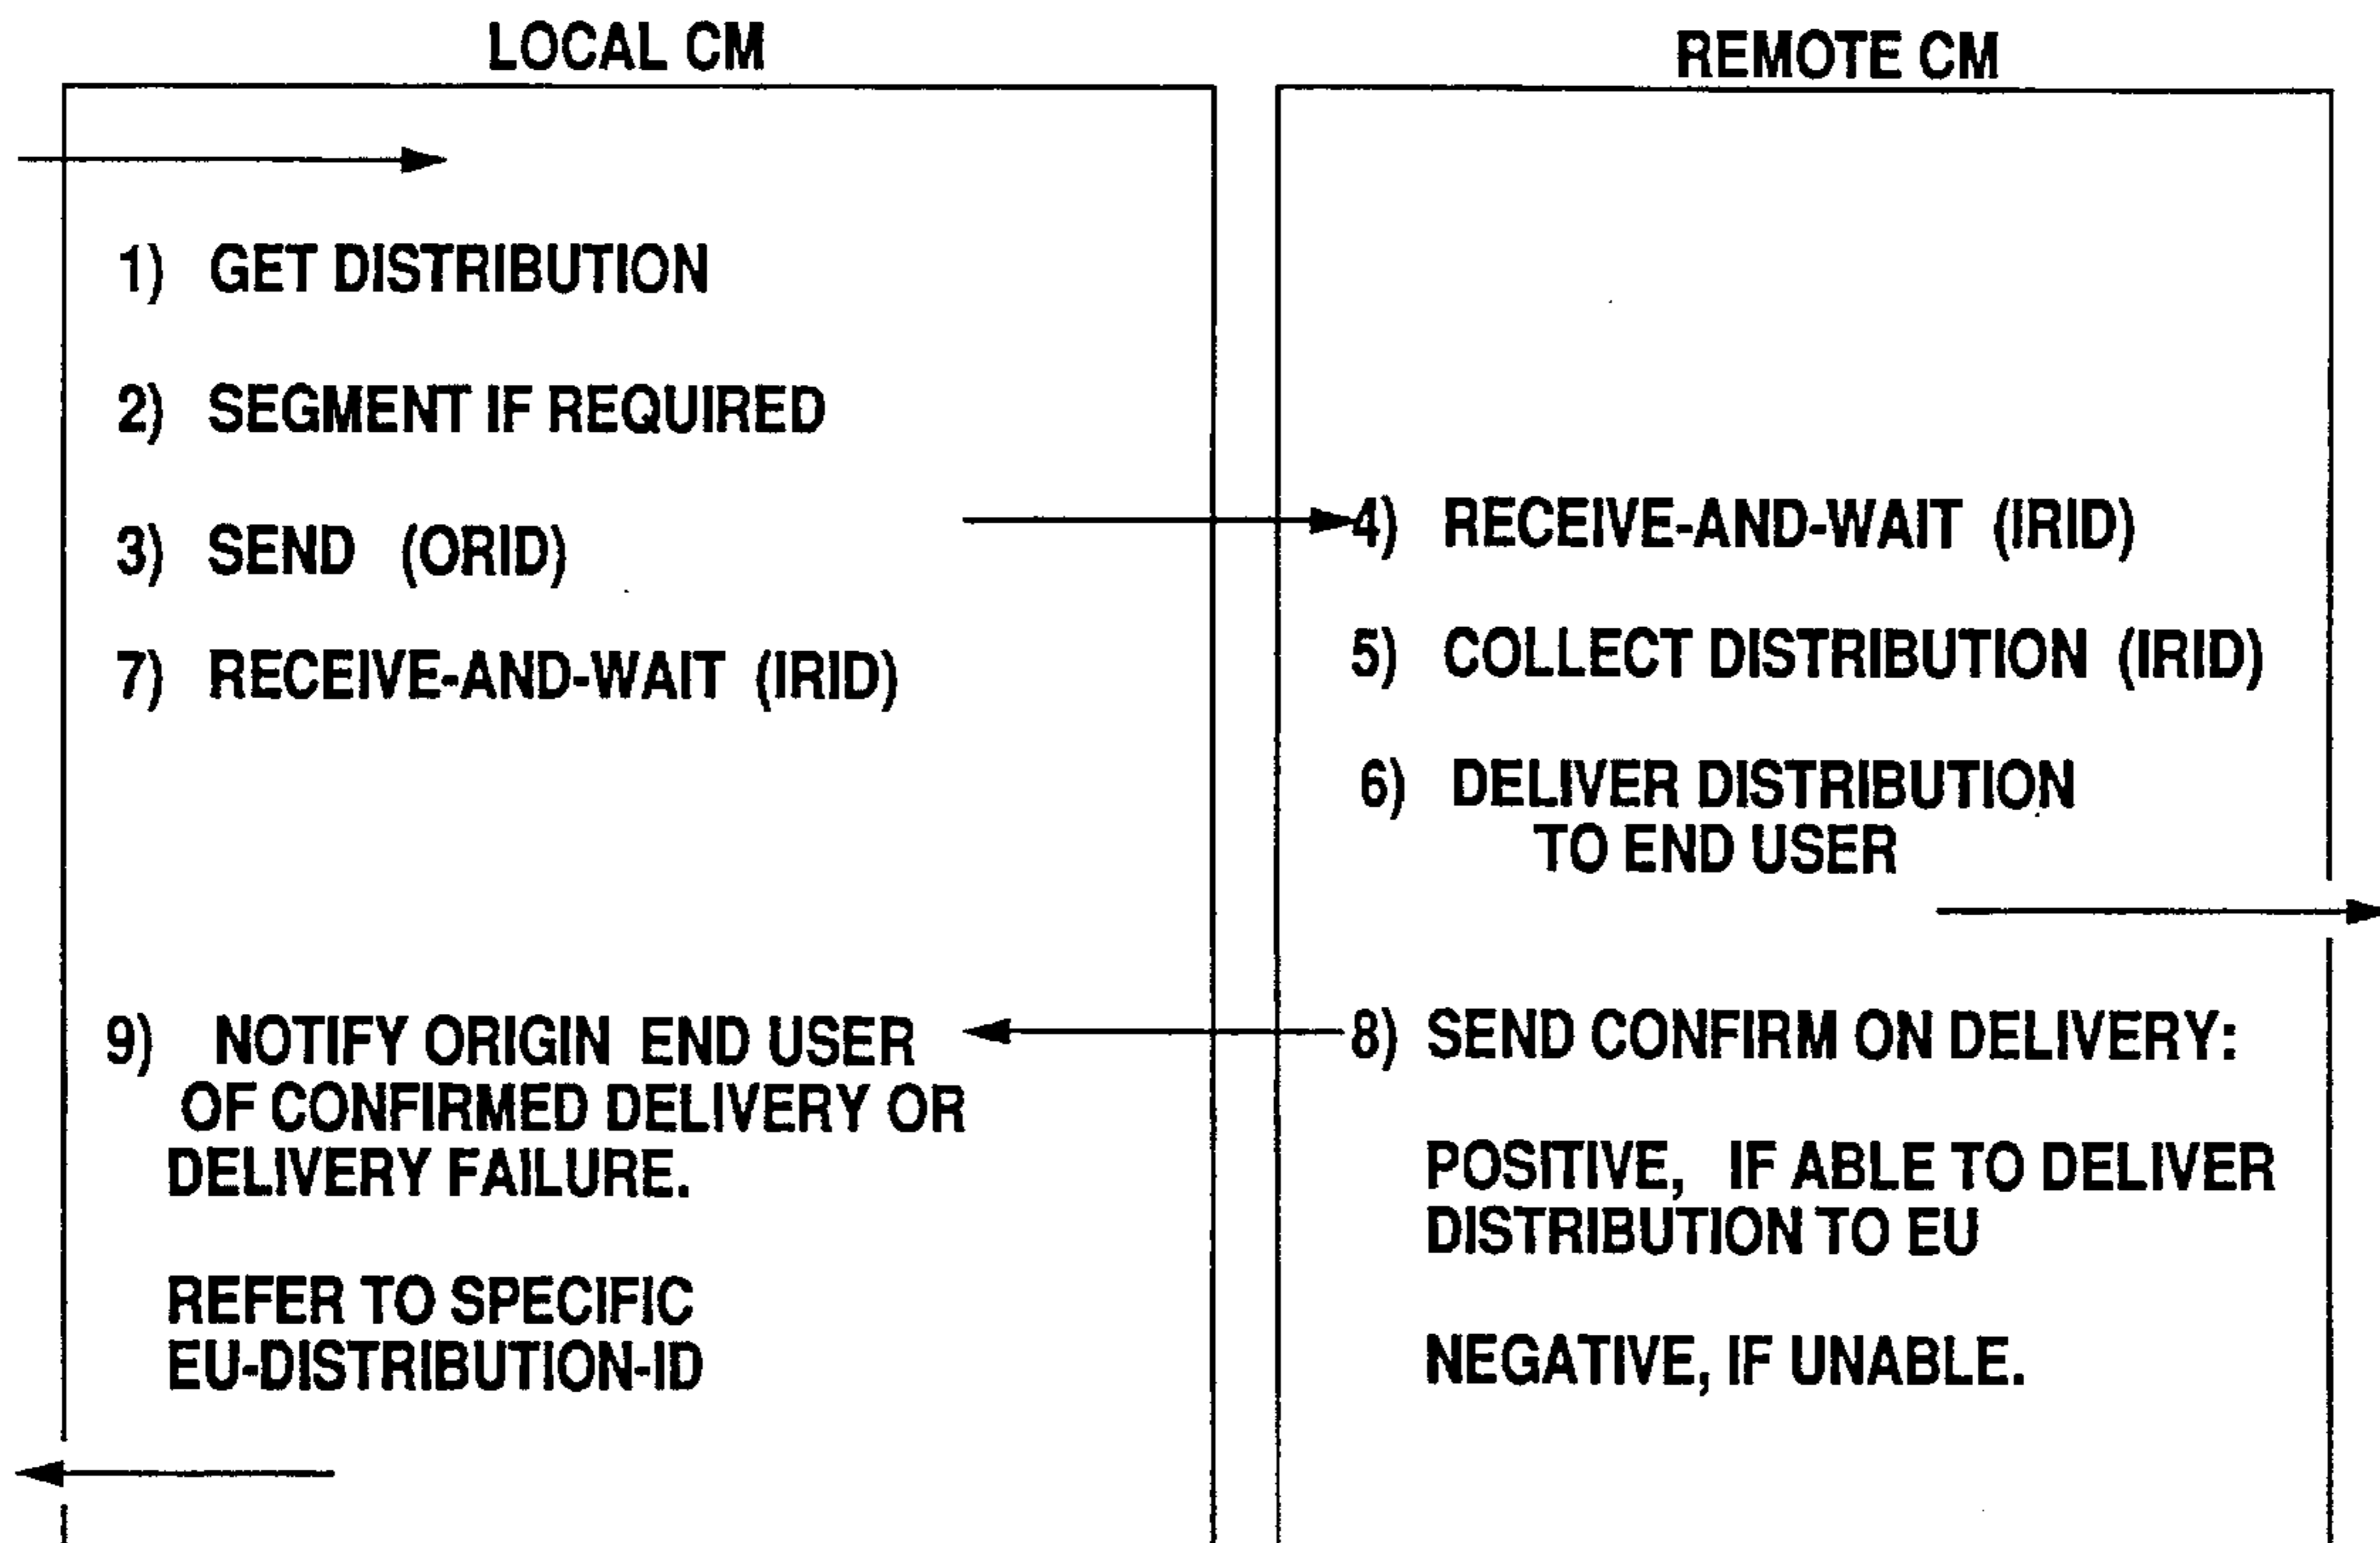 LOCAL CM
1) GET DISTRIBUTION
2) SEGMENT IF REQUIRED
3) SEND (ORID)
7) RECEIVE-AND-WAIT (IRID)
9) NOTIFY ORIGIN END USER
OF CONFIRMED DELIVERY OR
DELIVERY FAILURE.
REFER TO SPECIFIC
EU-DISTRIBUTION-ID
REMOTE CM
4) RECEIVE-AND-WAIT (IRID)
5) COLLECT DISTRIBUTION (IRID)
6) DELIVER DISTRIBUTION
TO END USER
8) SEND CONFIRM ON DELIVERY:
POSITIVE, IF ABLE TO DELIVER
DISTRIBUTION TO EU
NEGATIVE, IF UNABLE.